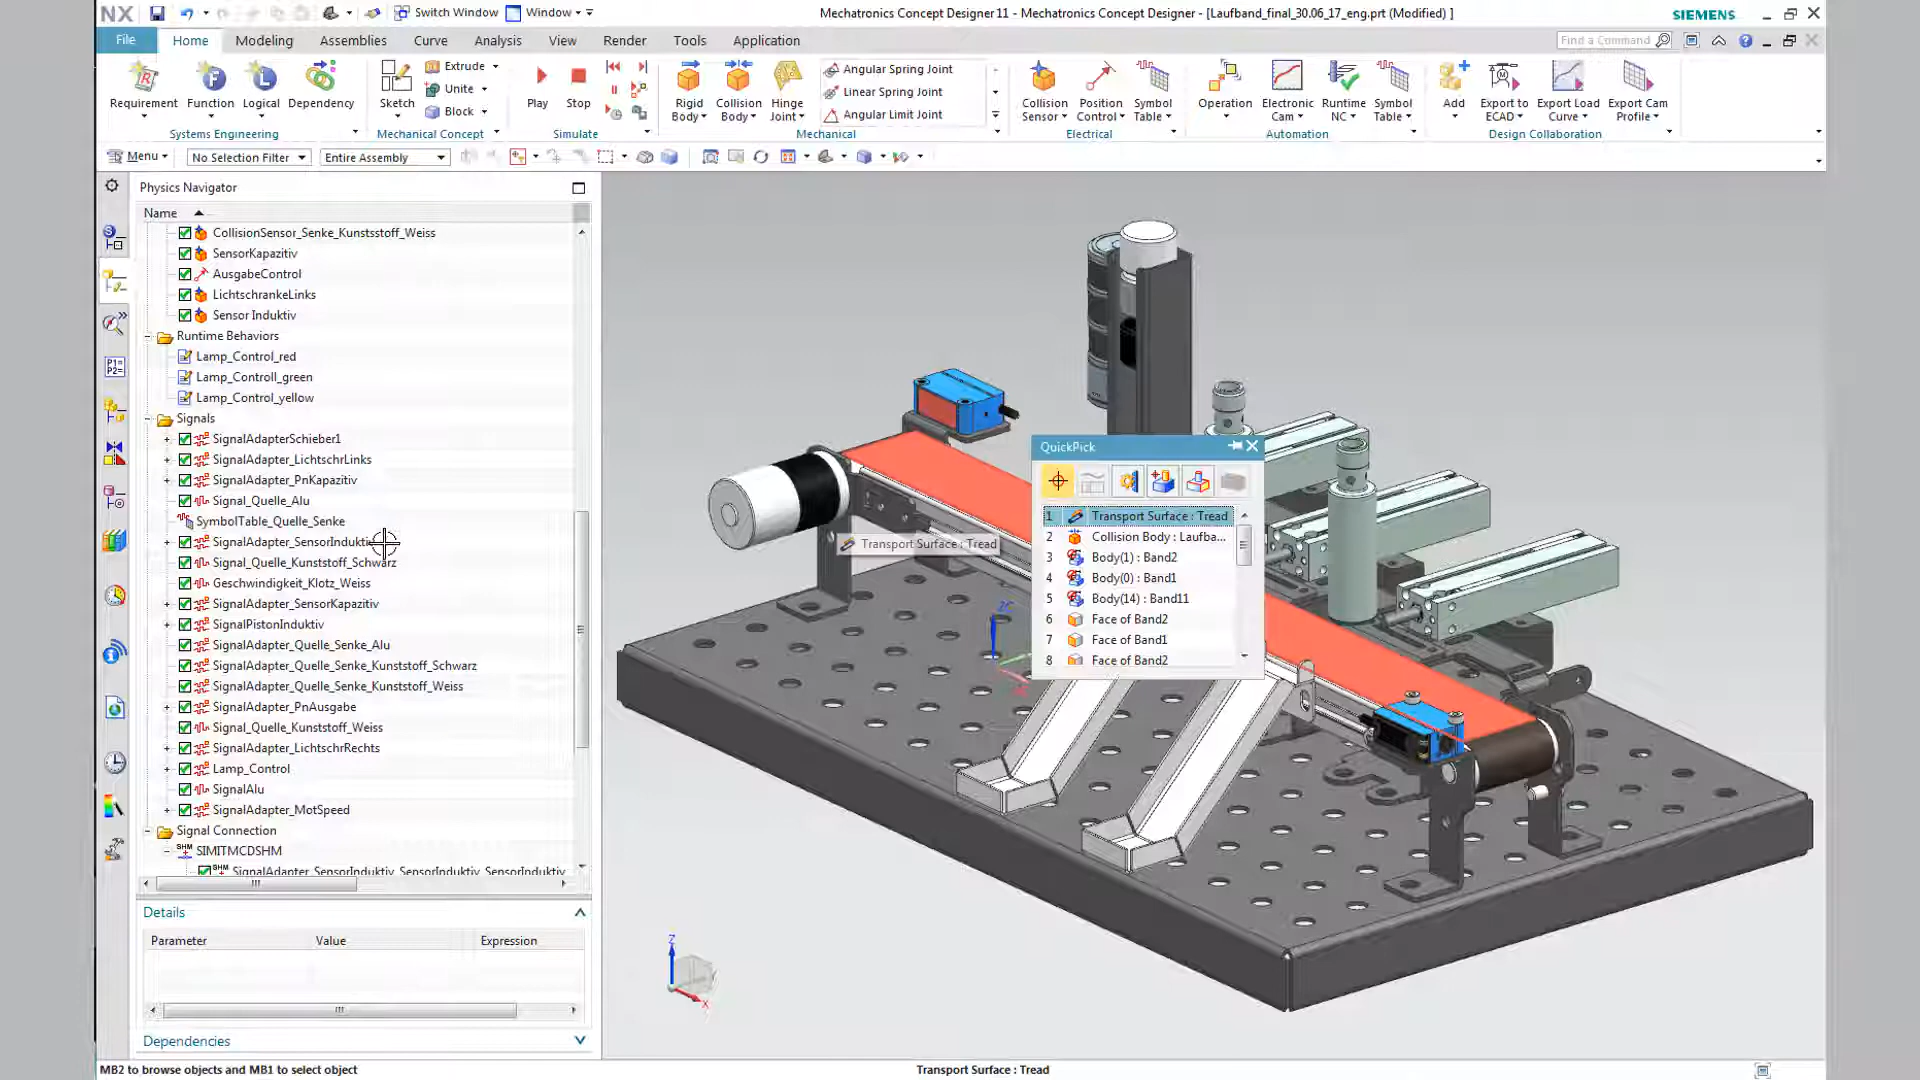 NX
Switch Window
Window
Mechatronics Concept Designer 11 - Mechatronics Concept Designer - [Laufband_final_30.06_17_eng.prt (Modified) ]
SIEMENS
File
Home
Modeling
Assemblies
Curve
Analysis
View
Render
Tools
Application
Find a Command
Requirement
Function
Logical
Dependency
Systems Engineering
Sketch
Extrude
Unite
Block
Mechanical Concept
Play
Stop
Simulate
Rigid Body
Collision Body
Hinge Joint
Angular Spring Joint
Linear Spring Joint
Angular Limit Joint
Mechanical
Collision Sensor
Position Control
Symbol Table
Electrical
Operation
Electronic Cam
Runtime NC
Symbol Table
Automation
Add
Export to ECAD
Export Load Curve
Export Cam Profile
Design Collaboration
Menu
No Selection Filter
Entire Assembly
Physics Navigator
Name
CollisionSensor_Senke_Kunstsstoff_Weiss
SensorKapazitiv
AusgabeControl
LichtschrankeLinks
Sensor Induktiv
Runtime Behaviors
Lamp_Control_red
Lamp_Controll_green
Lamp_Control_yellow
Signals
SignalAdapterSchieber1
SignalAdapter_LichtschrLinks
SignalAdapter_PnKapazitiv
Signal_Quelle_Alu
SymbolTable_Quelle_Senke
SignalAdapter_SensorInduktiv
Signal_Quelle_Kunststoff_Schwarz
Geschwindigkeit_Klotz_Weiss
SignalAdapter_SensorKapazitiv
SignalPistonInduktiv
SignalAdapter_Quelle_Senke_Alu
SignalAdapter_Quelle_Senke_Kunststoff_Schwarz
SignalAdapter_Quelle_Senke_Kunststoff_Weiss
SignalAdapter_PnAusgabe
Signal_Quelle_Kunststoff_Weiss
SignalAdapter_LichtschrRechts
Lamp_Control
SignalAlu
SignalAdapter_MotSpeed
Signal Connection
SHM SIMITMCDSHM
SHM SignalAdapter_SensorInduktiv_SensorInduktiv_SensorInduktiv
Details
Parameter Value Expression
Dependencies
Transport Surface : Tread
QuickPick
1 Transport Surface : Tread
2 Collision Body : Laufba...
3 Body(1) : Band2
4 Body(0) : Band1
5 Body(14) : Band11
6 Face of Band2
7 Face of Band1
8 Face of Band2
ZC
Z
X
MB2 to browse objects and MB1 to select object
Transport Surface : Tread